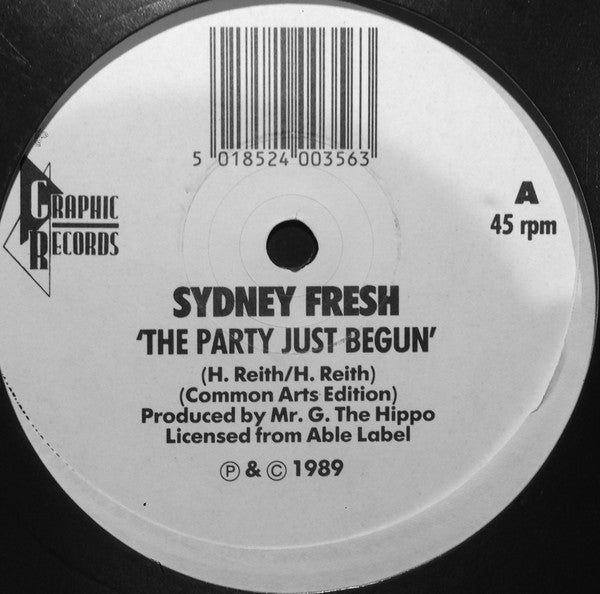 5 018524 003563
GRAPHIC
RECORDS
A
45 rpm
SYDNEY FRESH
'THE PARTY JUST BEGUN'
(H. Reith/H. Reith)
(Common Arts Edition)
Produced by Mr. G. The Hippo
Licensed from Able Label
℗ & © 1989